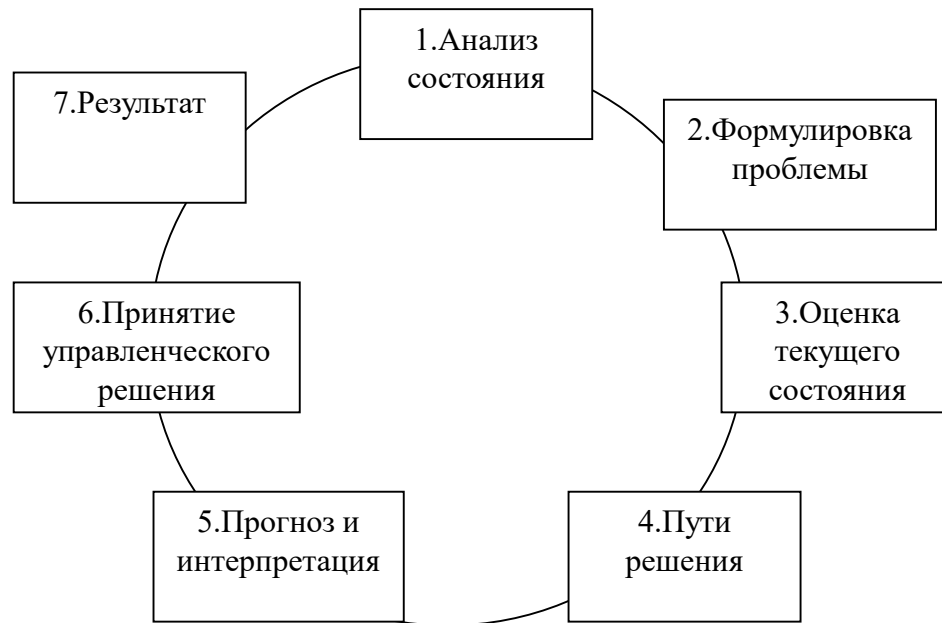 1.Анализ
состояния
2.Формулировка
проблемы
3.Оценка
текущего
состояния
4.Пути
решения
5.Прогноз и
интерпретация
6.Принятие
управленческого
решения
7.Результат